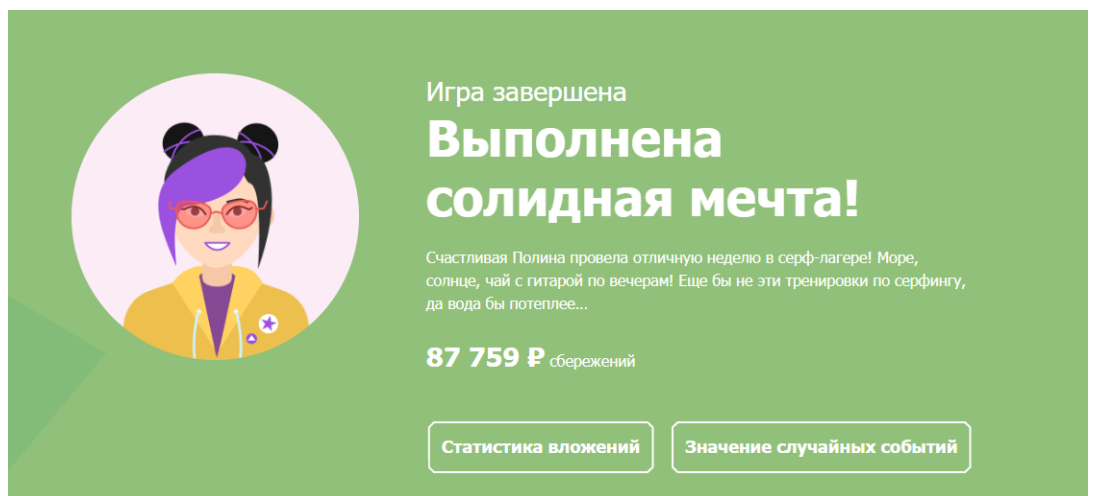 Игра завершена
Выполнена
солидная мечта!
Счастливая Полина провела отличную неделю в серф-лагере! Море,
солнце, чай с гитарой по вечерам! Еще бы не эти тренировки по серфингу,
да вода бы потеплее...
87 759 ₽ сбережений
Статистика вложений
Значение случайных событий